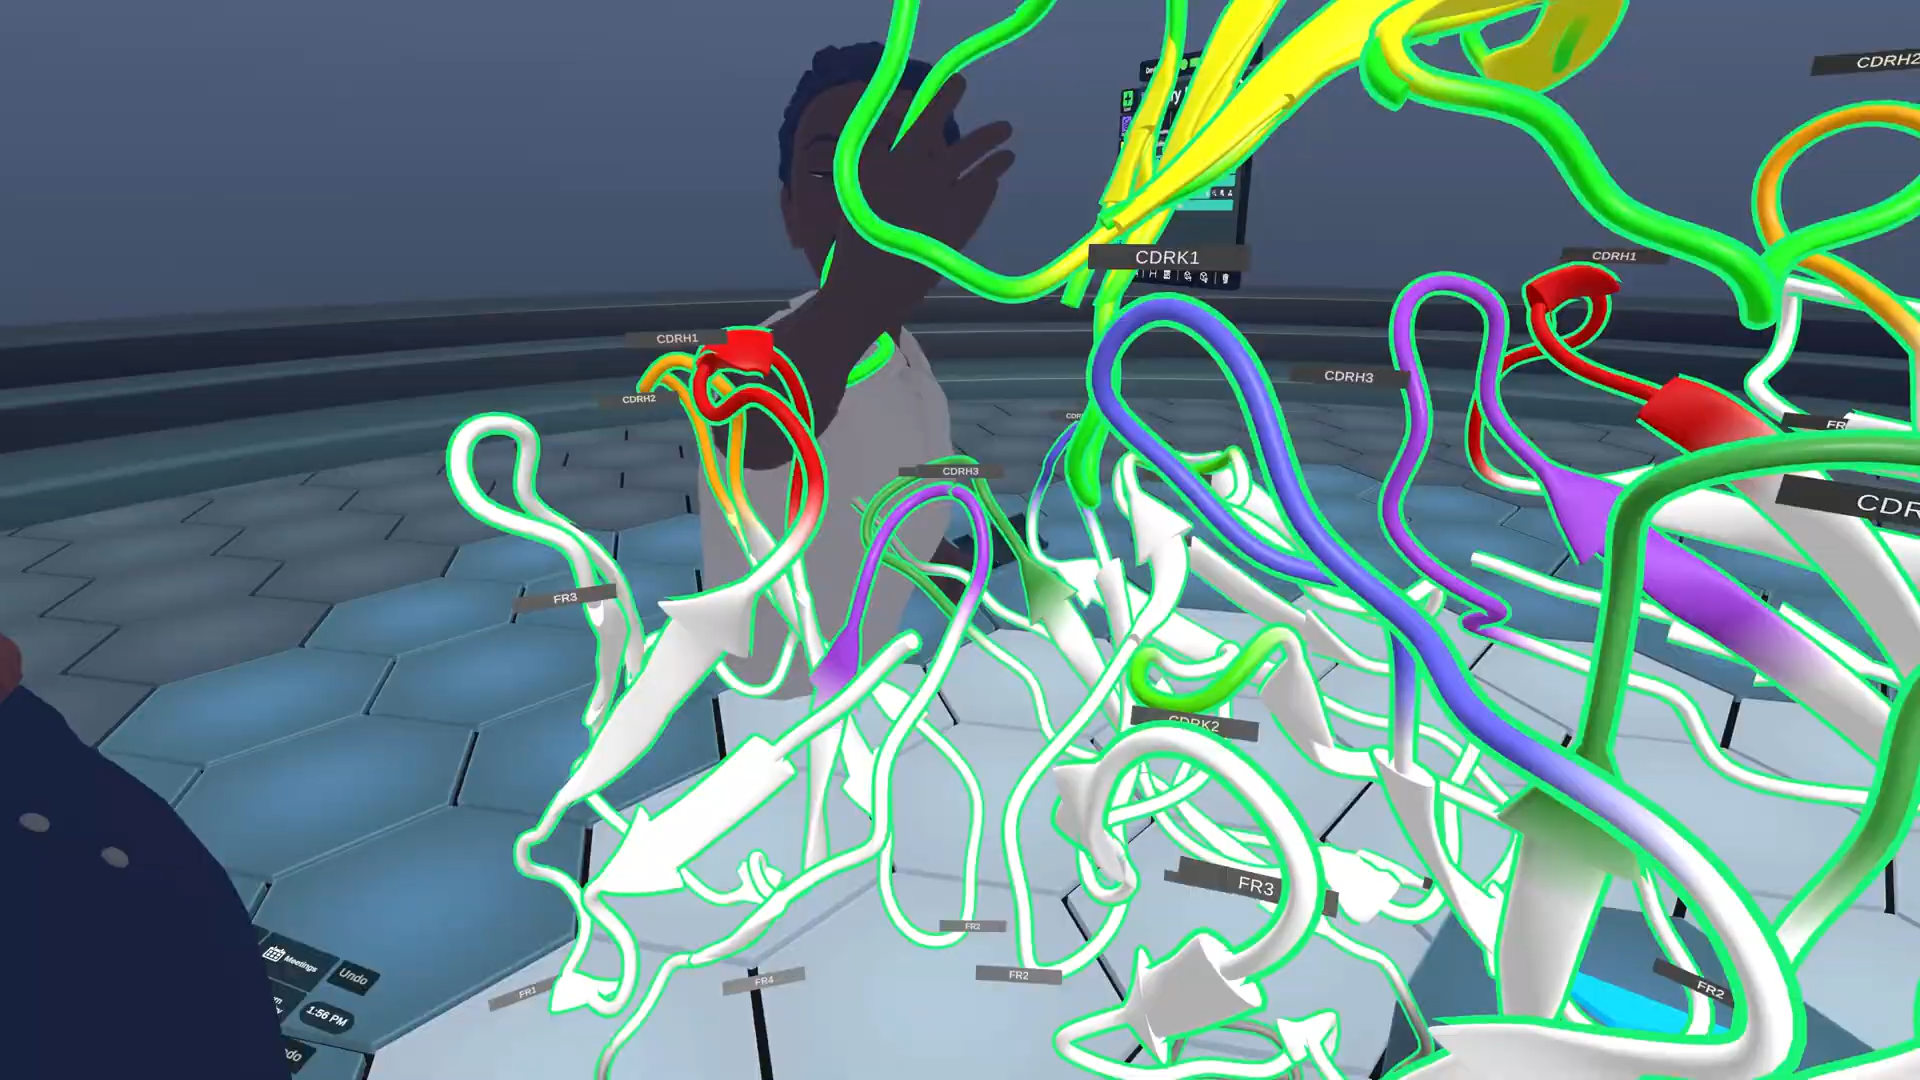 CDRH2
CDRK1
CDRH1
CDRH1
CDRH3
CDRH2
CDRH3
FR3
CDRK2
FR3
FR2
FR2
FR4
FR1
FR2
Meetings
Undo
1:56 PM